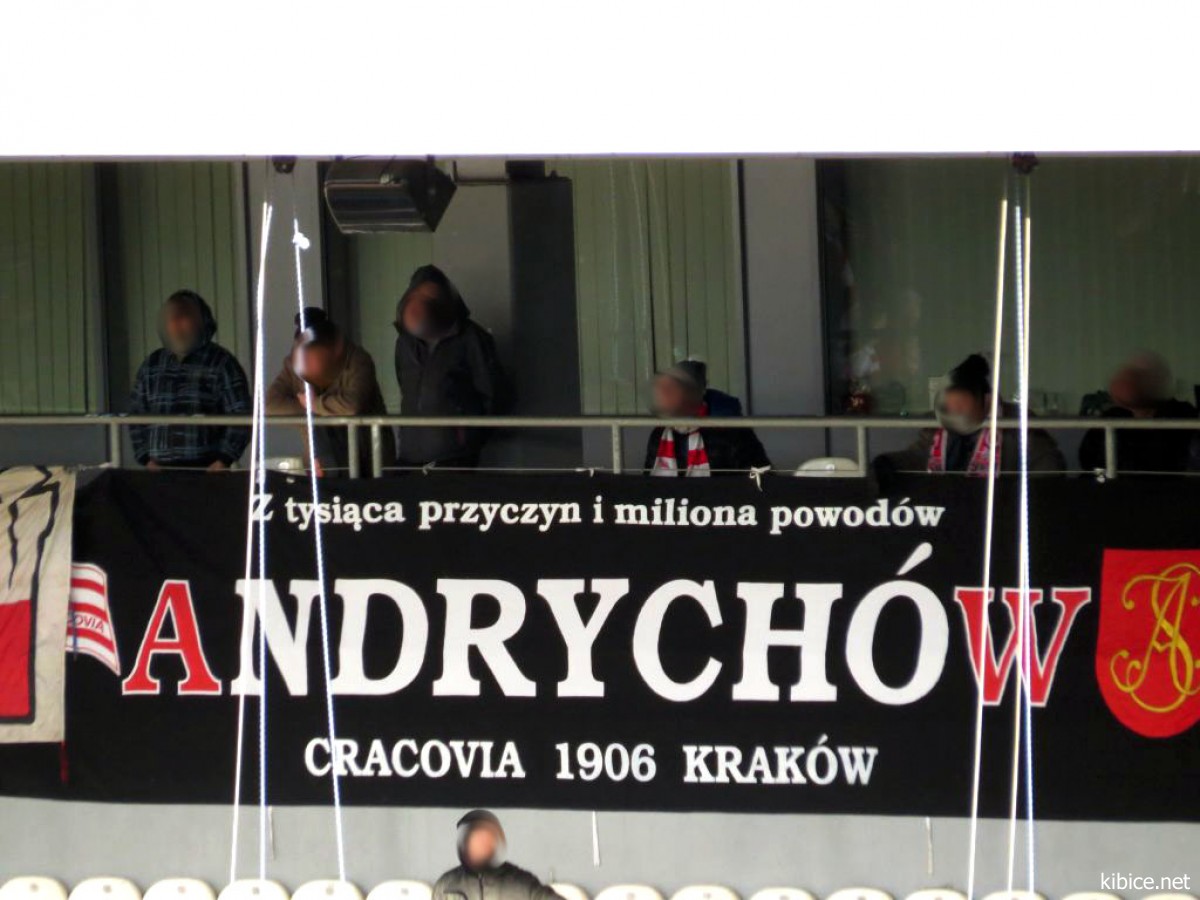 Z tysiąca przyczyn i miliona powodów
ANDRYCHÓW
CRACOVIA 1906 KRAKÓW
kibice.net